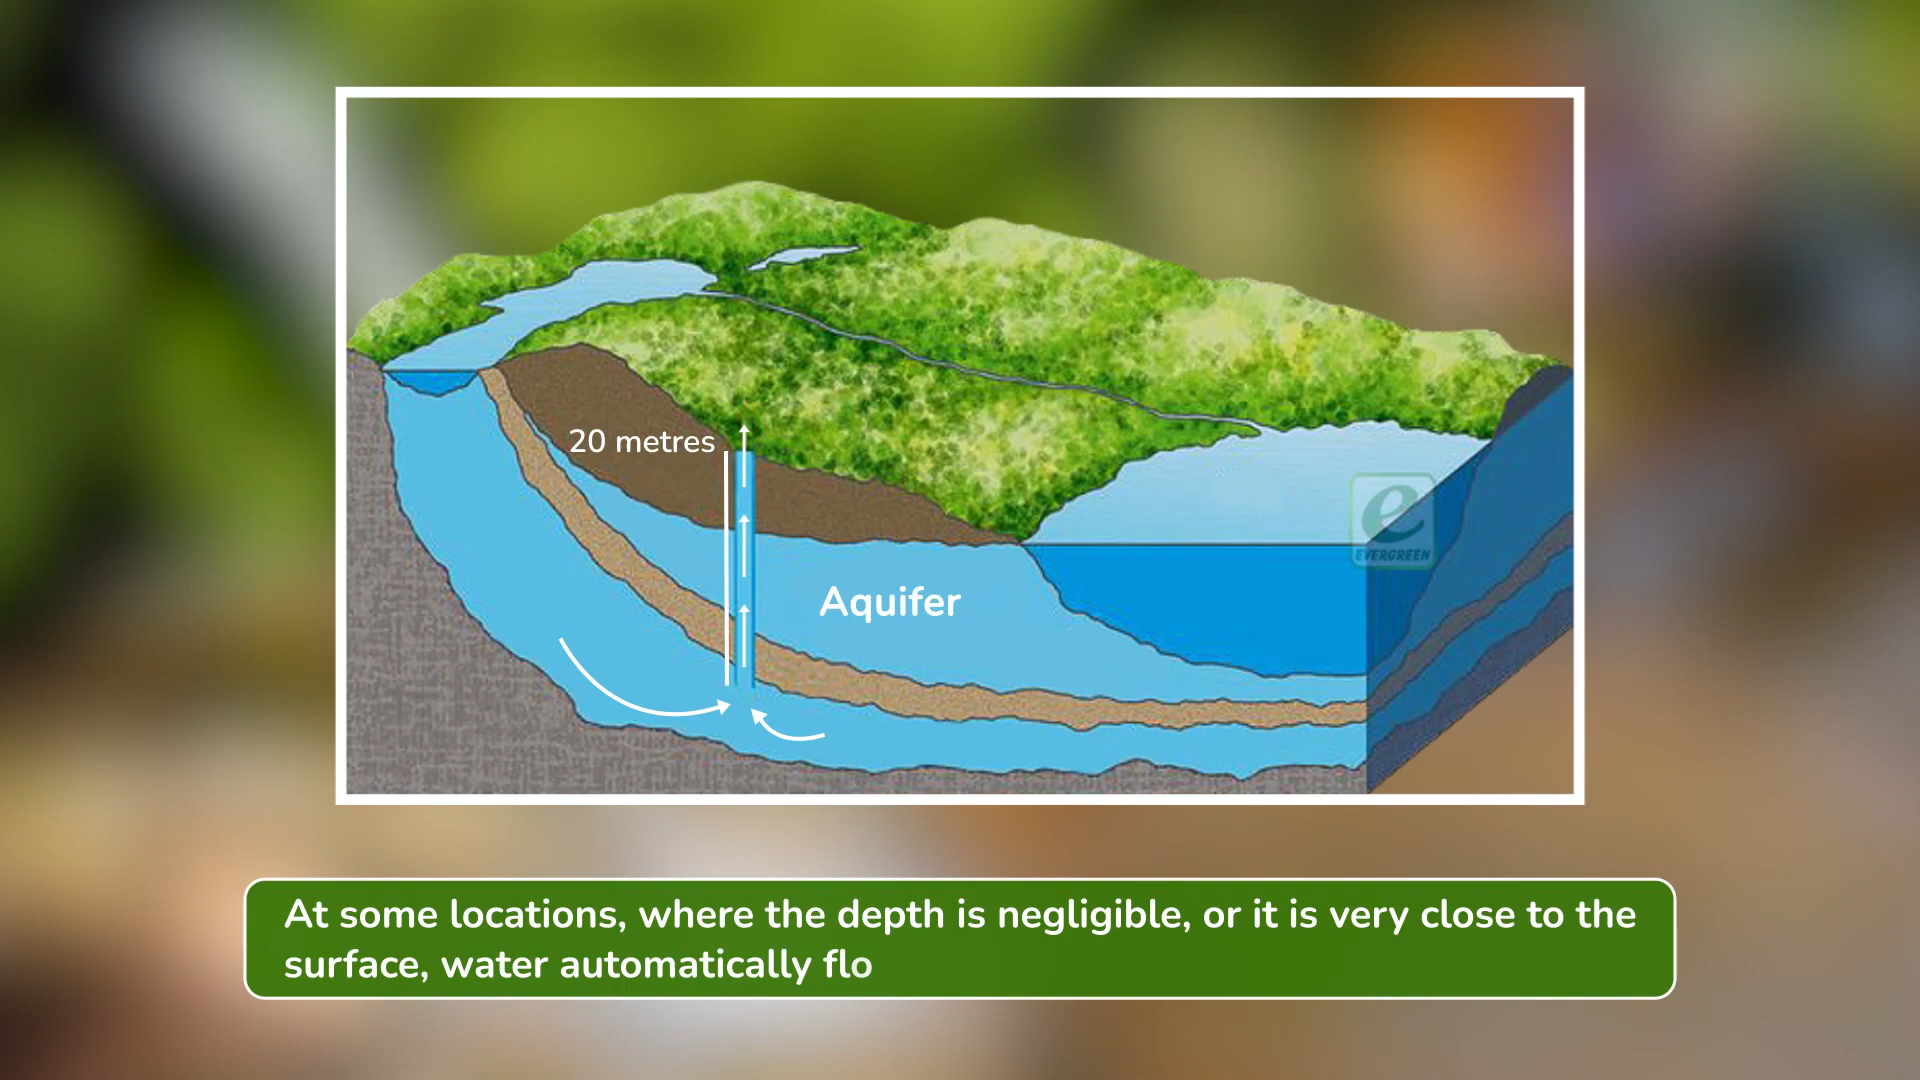 20 metres
Aquifer
e
EVERGREEN
At some locations, where the depth is negligible, or it is very close to the
surface, water automatically flo